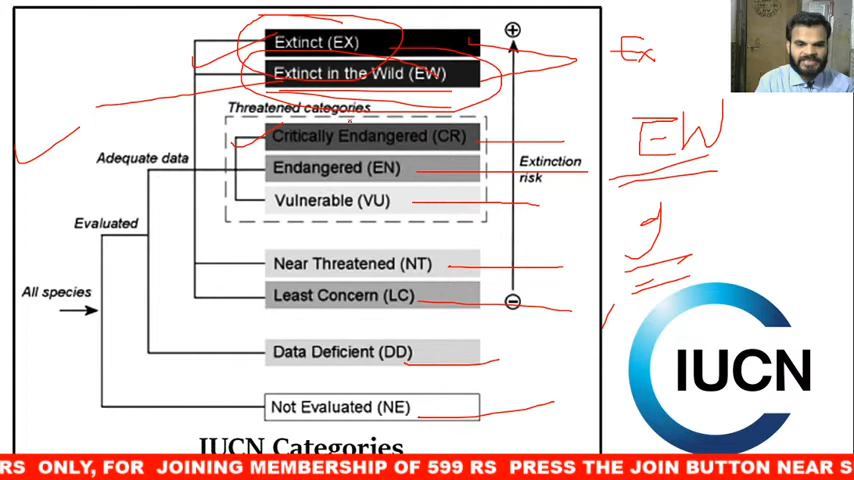 Extinct (EX)
Extinct in the Wild (EW)
Threatened categories
Critically Endangered (CR)
Adequate data
Endangered (EN)
Extinction
risk
Vulnerable (VU)
Evaluated
Near Threatened (NT)
All species
Least Concern (LC)
Data Deficient (DD)
Not Evaluated (NE)
IUCN Categories
Ex
EW
IUCN
RS ONLY, FOR JOINING MEMBERSHIP OF 599 RS PRESS THE JOIN BUTTON NEAR S